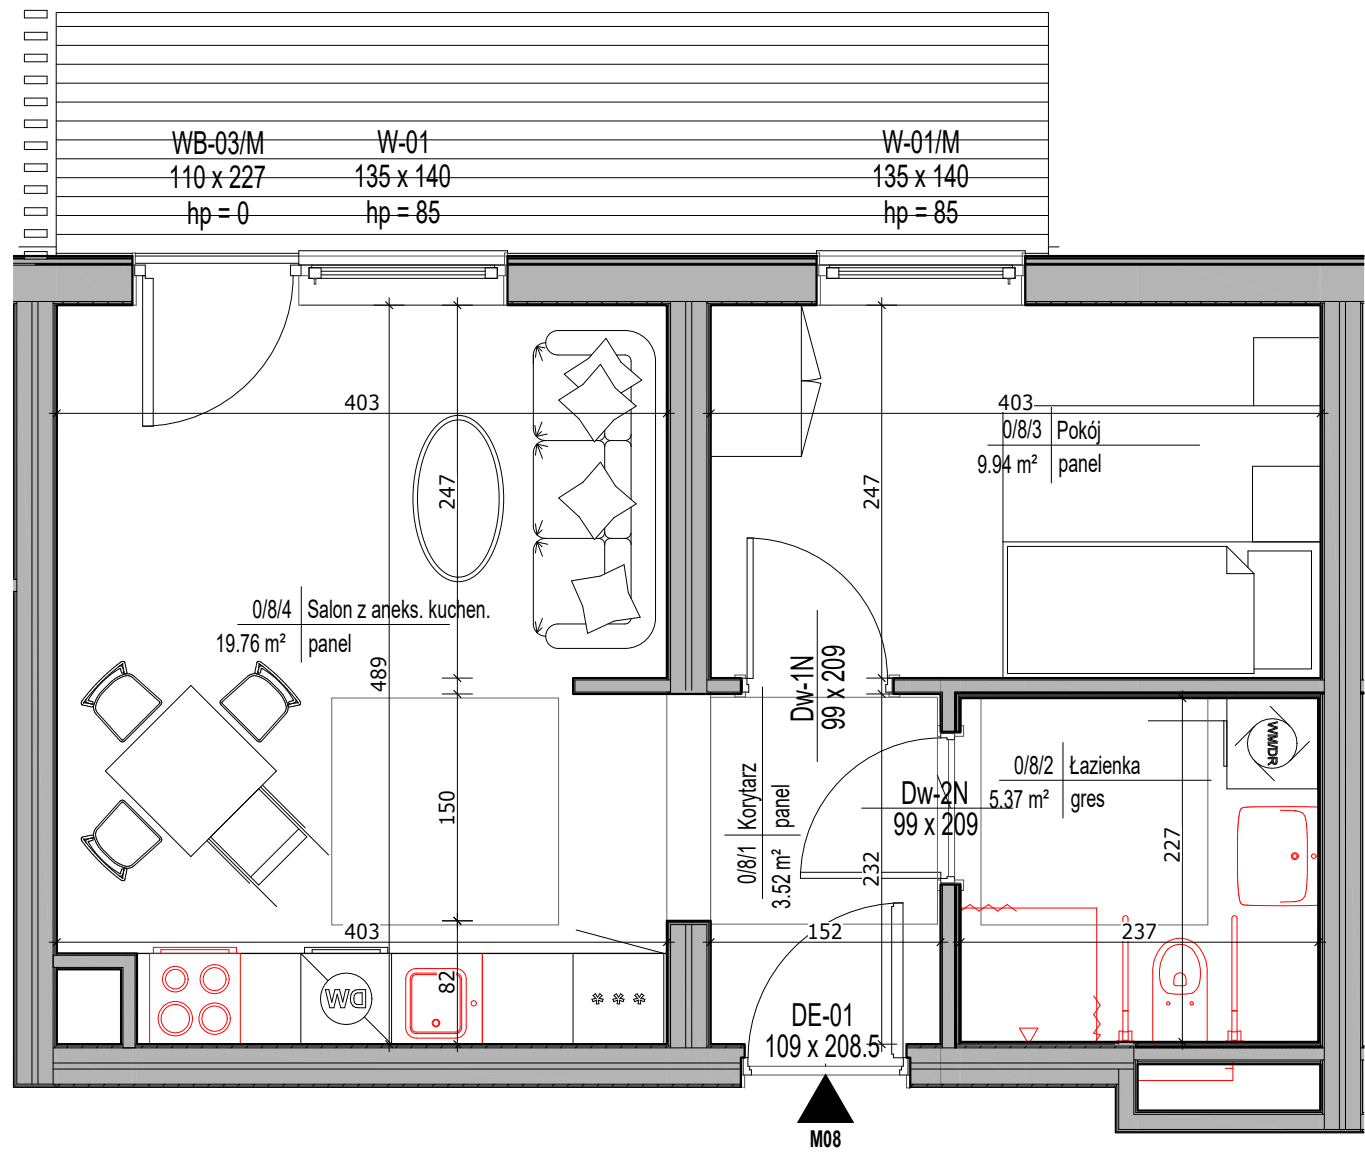 WB-03/M
110 x 227
hp = 0
W-01
135 x 140
hp = 85
W-01/M
135 x 140
hp = 85
403
403
0/8/3 Pokój
9.94 m² panel
247
247
0/8/4 Salon z aneks. kuchen.
19.76 m² panel
489
Dw-1N
99 x 209
WM/DR
0/8/2 Łazienka
5.37 m² gres
0/8/1 Korytarz
3.52 m² panel
Dw-2N
99 x 209
150
232
227
403
152
237
82
DW
DE-01
109 x 208.5
M08